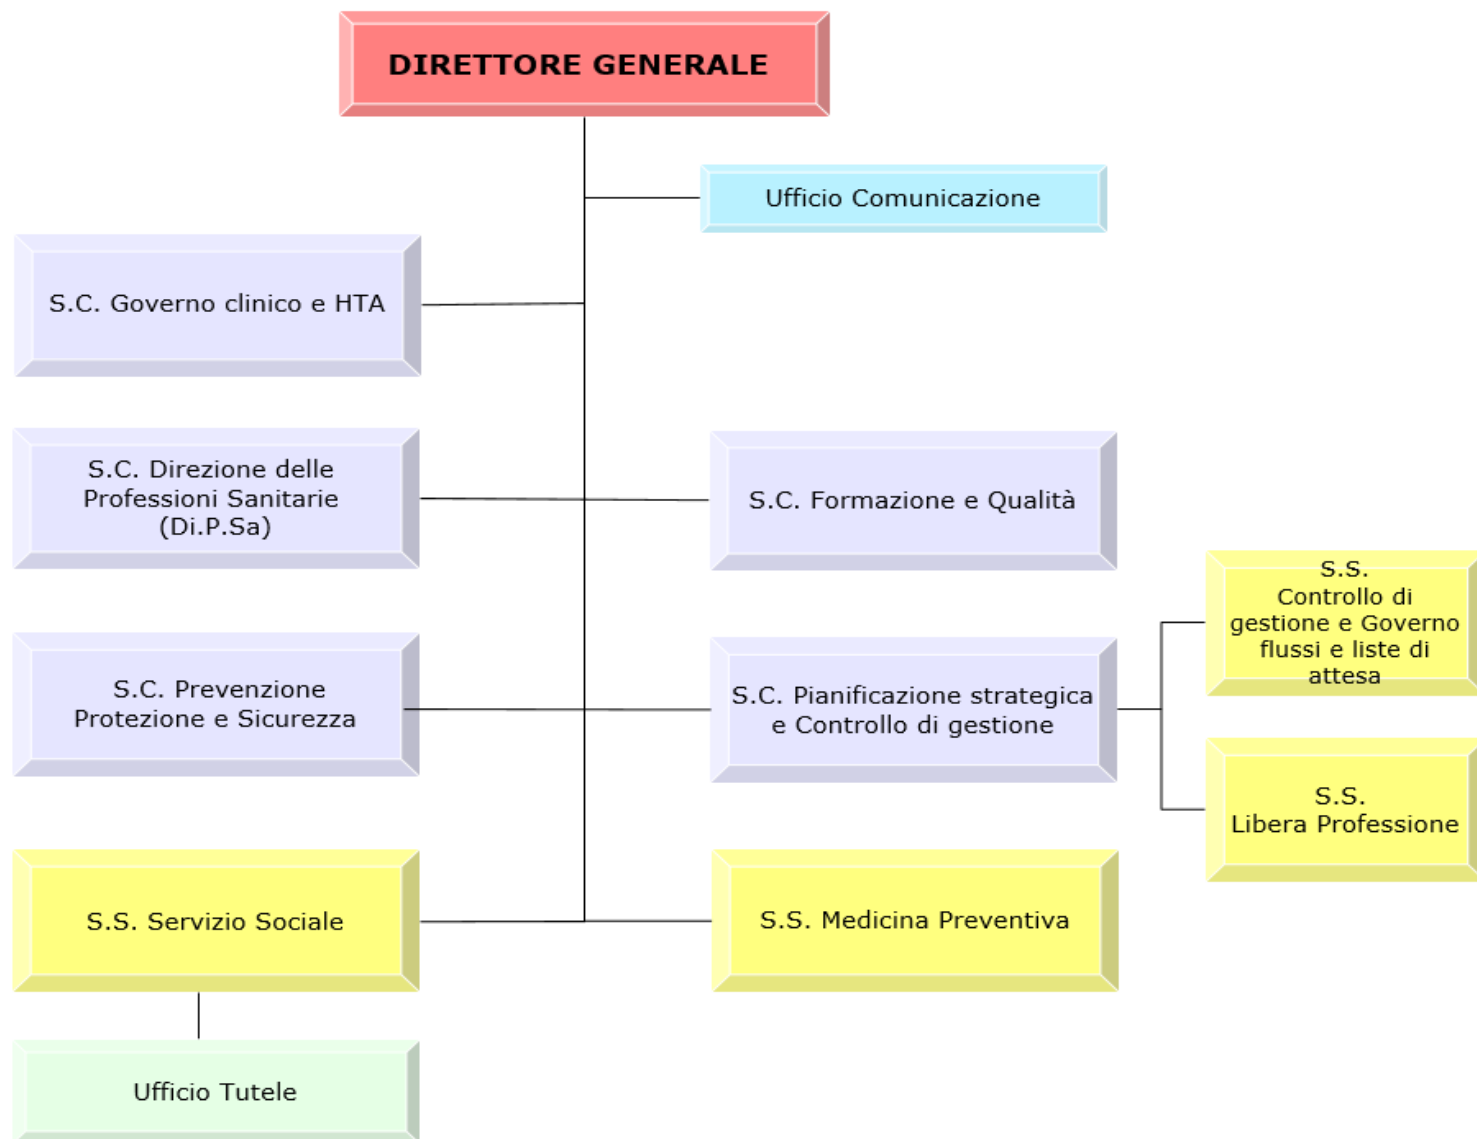 DIRETTORE GENERALE
Ufficio Comunicazione
S.C. Governo clinico e HTA
S.C. Direzione delle
Professioni Sanitarie
(Di.P.Sa)
S.C. Formazione e Qualità
S.S.
Controllo di
gestione e Governo
flussi e liste di
attesa
S.C. Prevenzione
Protezione e Sicurezza
S.C. Pianificazione strategica
e Controllo di gestione
S.S.
Libera Professione
S.S. Servizio Sociale
S.S. Medicina Preventiva
Ufficio Tutele